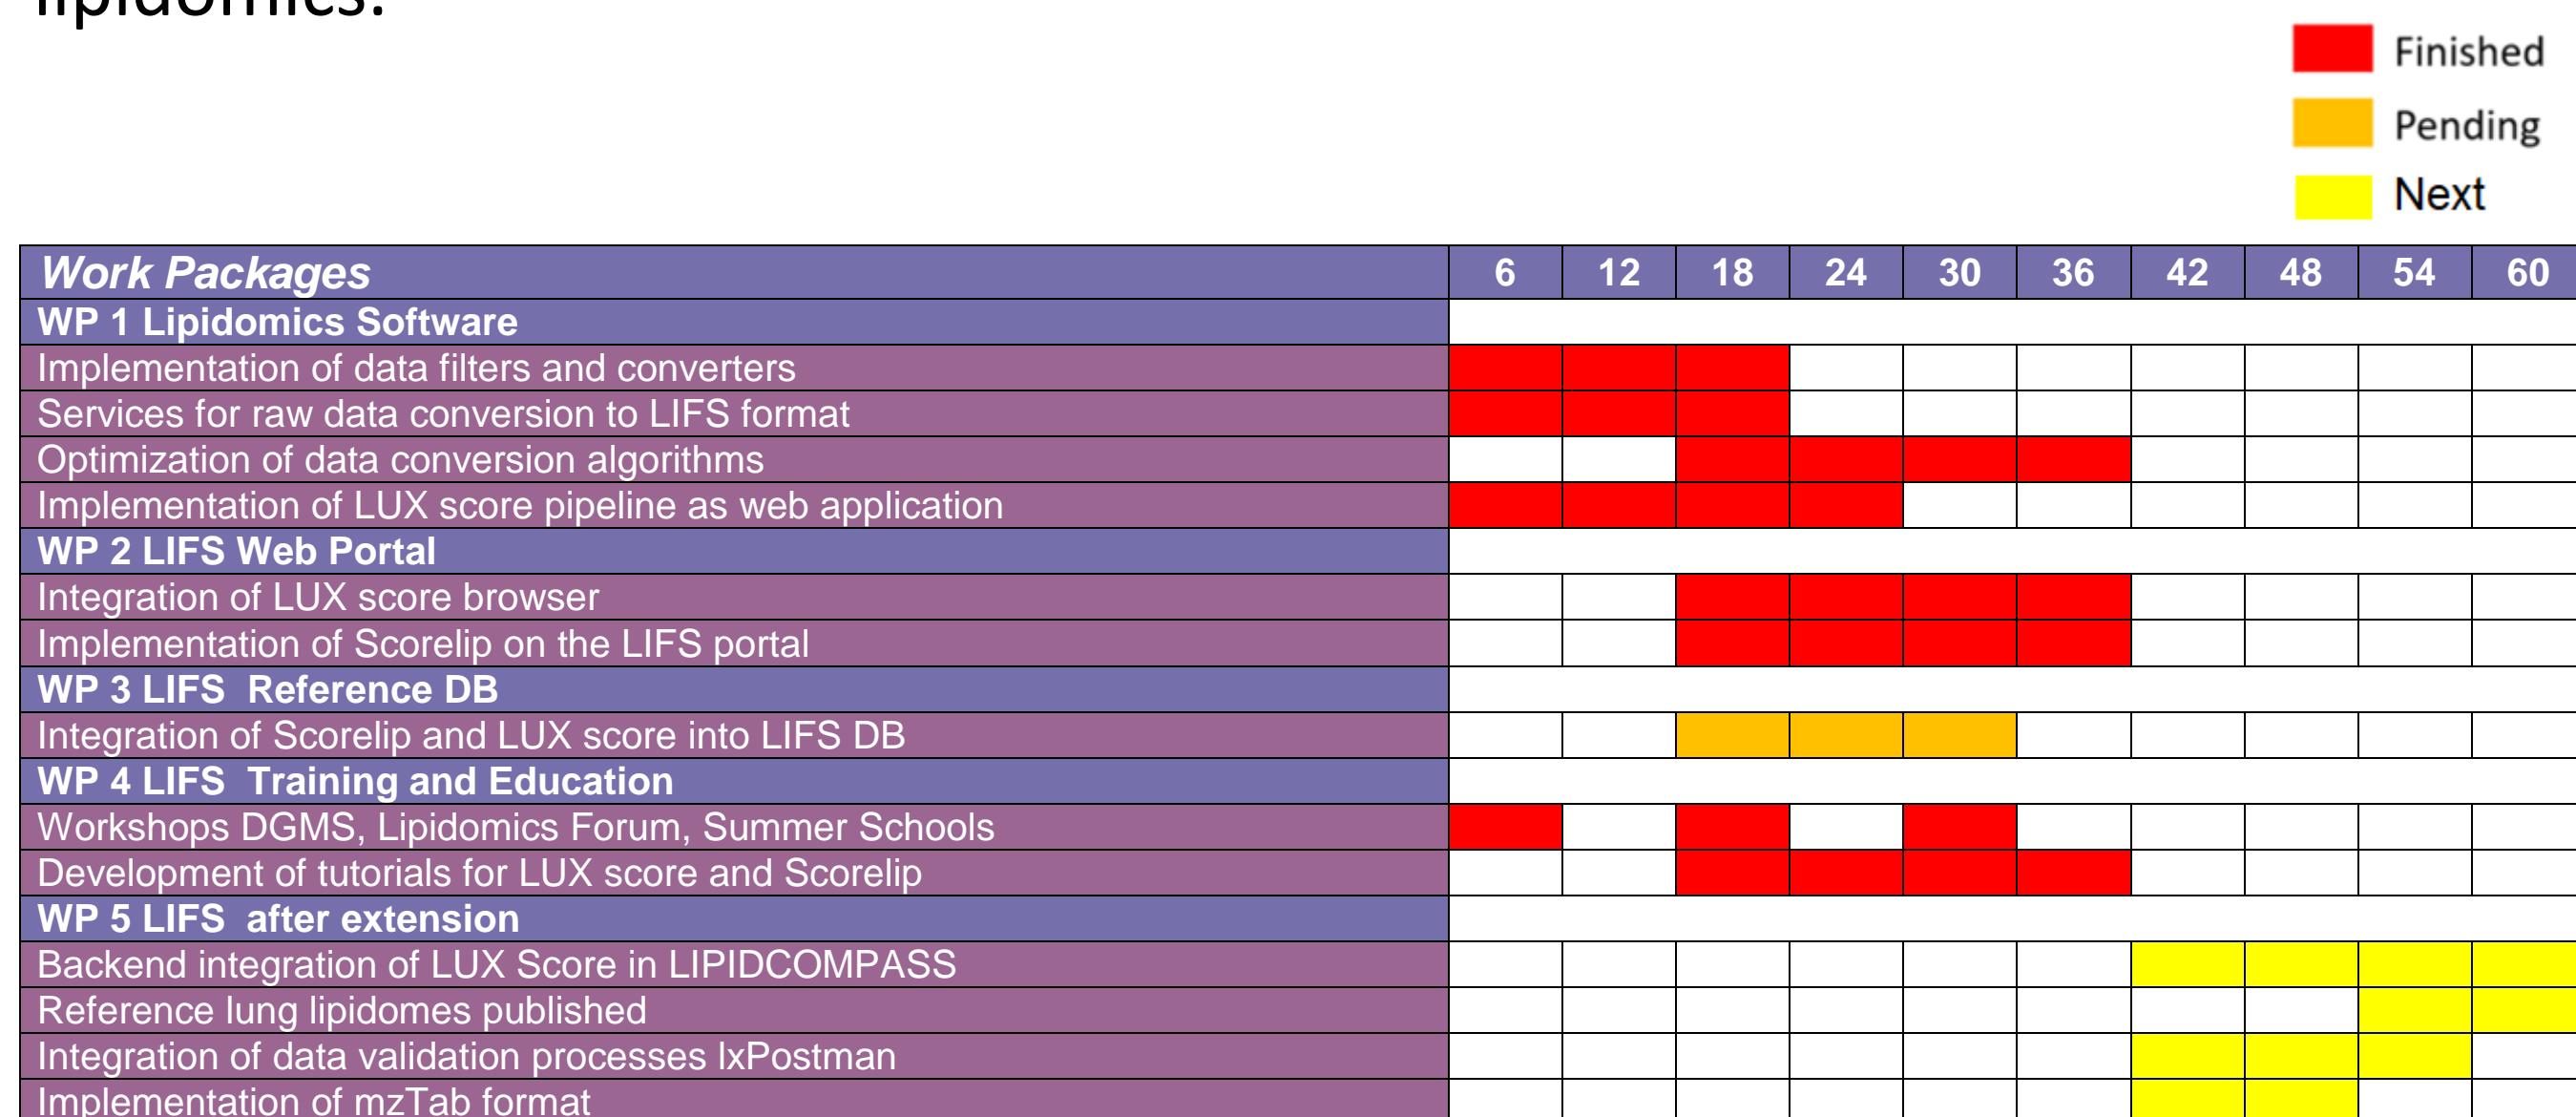 lipidomics.
Finished
Pending
Next
Work Packages 6 12 18 24 30 36 42 48 54 60
WP 1 Lipidomics Software
Implementation of data filters and converters
Services for raw data conversion to LIFS format
Optimization of data conversion algorithms
Implementation of LUX score pipeline as web application
WP 2 LIFS Web Portal
Integration of LUX score browser
Implementation of Scorelip on the LIFS portal
WP 3 LIFS Reference DB
Integration of Scorelip and LUX score into LIFS DB
WP 4 LIFS Training and Education
Workshops DGMS, Lipidomics Forum, Summer Schools
Development of tutorials for LUX score and Scorelip
WP 5 LIFS after extension
Backend integration of LUX Score in LIPIDCOMPASS
Reference lung lipidomes published
Integration of data validation processes lxPostman
Implementation of mzTab format